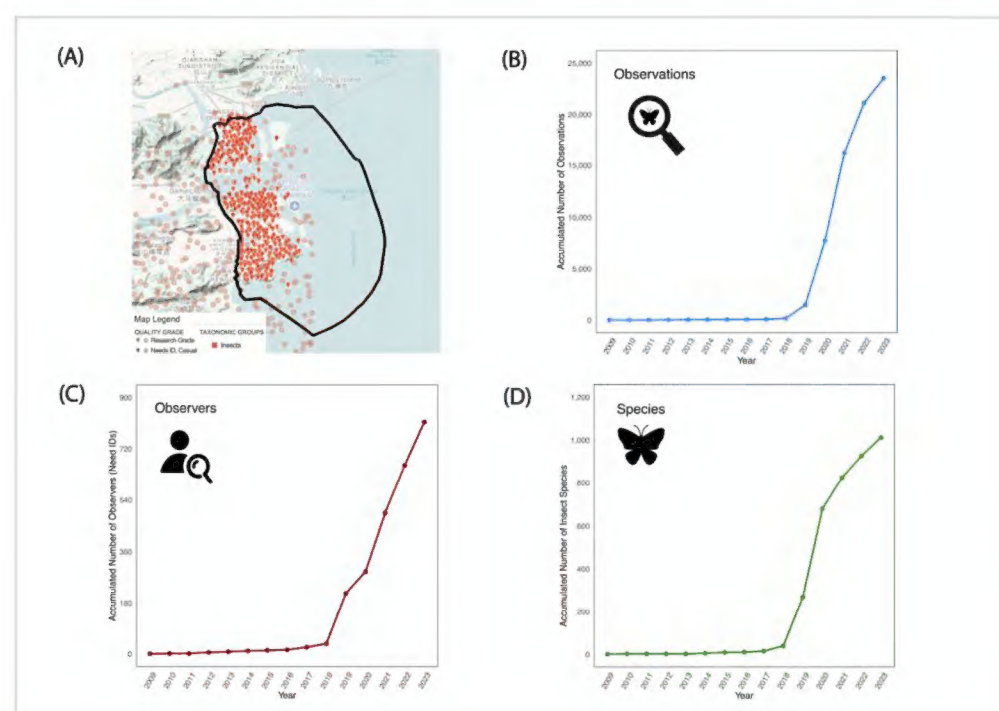 (A)
Map Legend
QUALITY GRADE
Research Grade
Needs ID, Casual
TAXONOMIC GROUPS
Insects
(B)
Observations
Accumulated Number of Observations
25,000
20,000
15,000
10,000
5,000
0
2009 2010 2011 2012 2013 2014 2015 2016 2017 2018 2019 2020 2021 2022 2023
Year
(C)
Observers
Accumulated Number of Observers (Need IDs)
900
720
540
360
180
0
2009 2010 2011 2012 2013 2014 2015 2016 2017 2018 2019 2020 2021 2022 2023
Year
(D)
Species
Accumulated Number of Insect Species
1,200
1,000
800
600
400
200
0
2009 2010 2011 2012 2013 2014 2015 2016 2017 2018 2019 2020 2021 2022 2023
Year